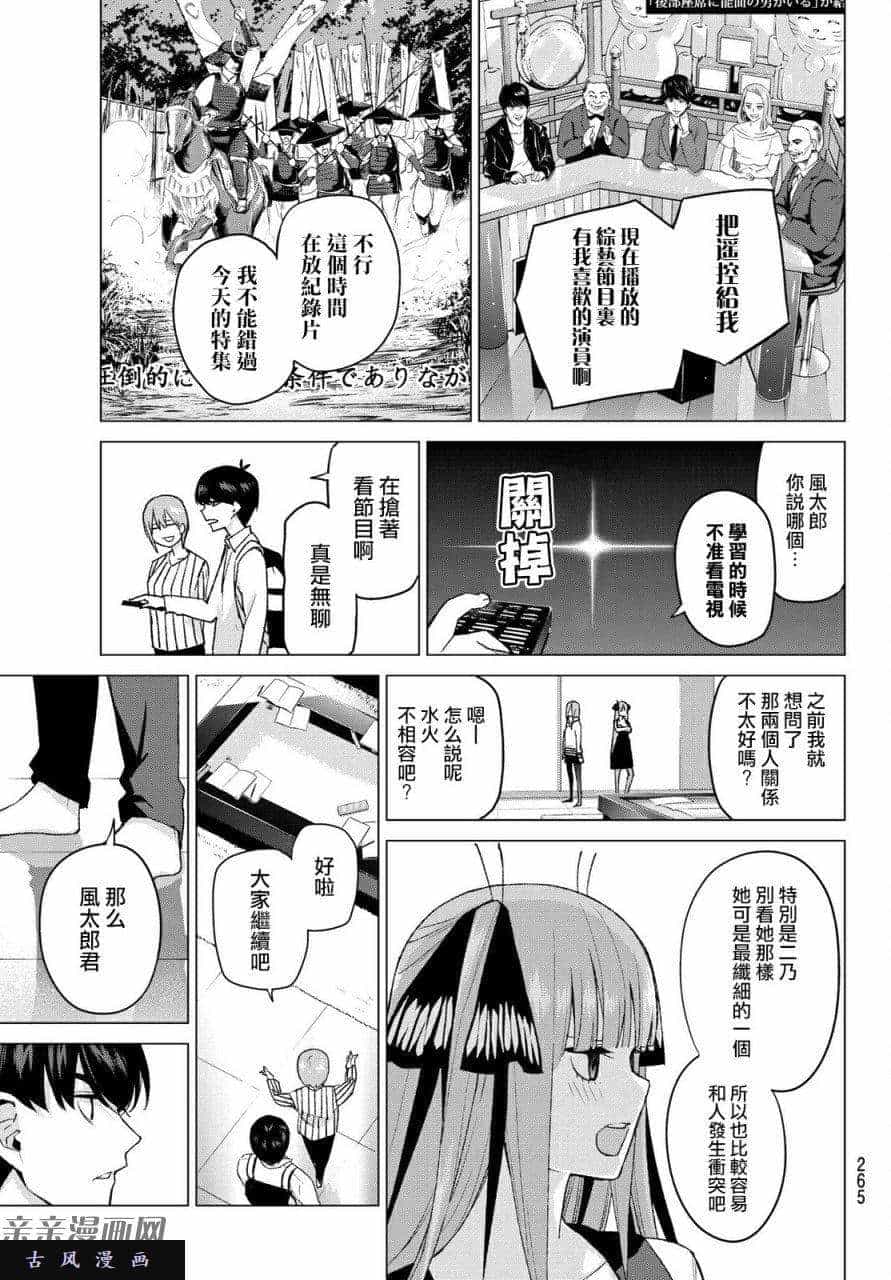 「後部座席に能面の男がいる」が
把遥控給我
現在播放的
綜藝節目裏
有我喜歡的演員啊
不行
這個時間
在放紀錄片
我不能錯過
今天的特集
圧倒的に
条件でありなが
風太郎
你説哪個…
學習的時候
不准看電視
關掉
在搶著
看節目啊
真是無聊
之前我就
想問了
那兩個人關係
不太好嗎？
嗯ー
怎么説呢
水火
不相容吧？
特別是二乃
別看她那樣
她可是最纖細的一個
所以也比較容易
和人發生衝突吧
好啦
大家繼續吧
那么
風太郎君
265
亲亲漫画网
古风漫画